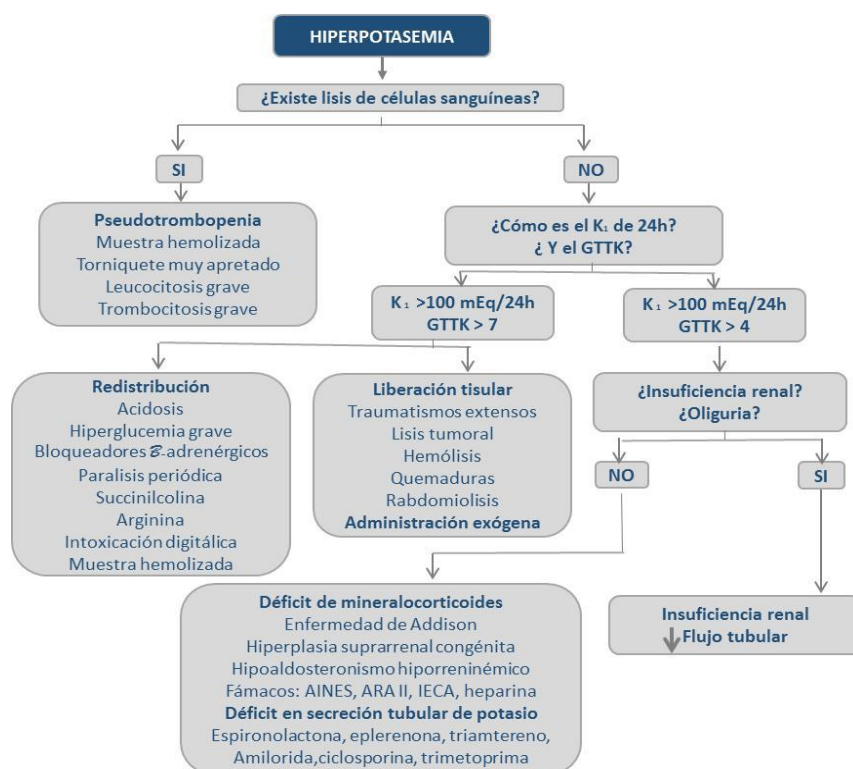 HIPERPOTASEMIA
¿Existe lisis de células sanguíneas?
SI
NO
Pseudotrombopenia
Muestra hemolizada
Torniquete muy apretado
Leucocitosis grave
Trombocitosis grave
¿Cómo es el K₁ de 24h?
¿ Y el GTTK?
K ₁ >100 mEq/24h
GTTK > 7
K ₁ >100 mEq/24h
GTTK > 4
Redistribución
Acidosis
Hiperglucemia grave
Bloqueadores ℬ-adrenérgicos
Paralisis periódica
Succinilcolina
Arginina
Intoxicación digitálica
Muestra hemolizada
Liberación tisular
Traumatismos extensos
Lisis tumoral
Hemólisis
Quemaduras
Rabdomiolisis
Administración exógena
¿Insuficiencia renal?
¿Oliguria?
NO
SI
Déficit de mineralocorticoides
Enfermedad de Addison
Hiperplasia suprarrenal congénita
Hipoaldosteronismo hiporreninémico
Fámacos: AINES, ARA II, IECA, heparina
Déficit en secreción tubular de potasio
Espironolactona, eplerenona, triamtereno,
Amilorida,ciclosporina, trimetoprima
Insuficiencia renal
Flujo tubular